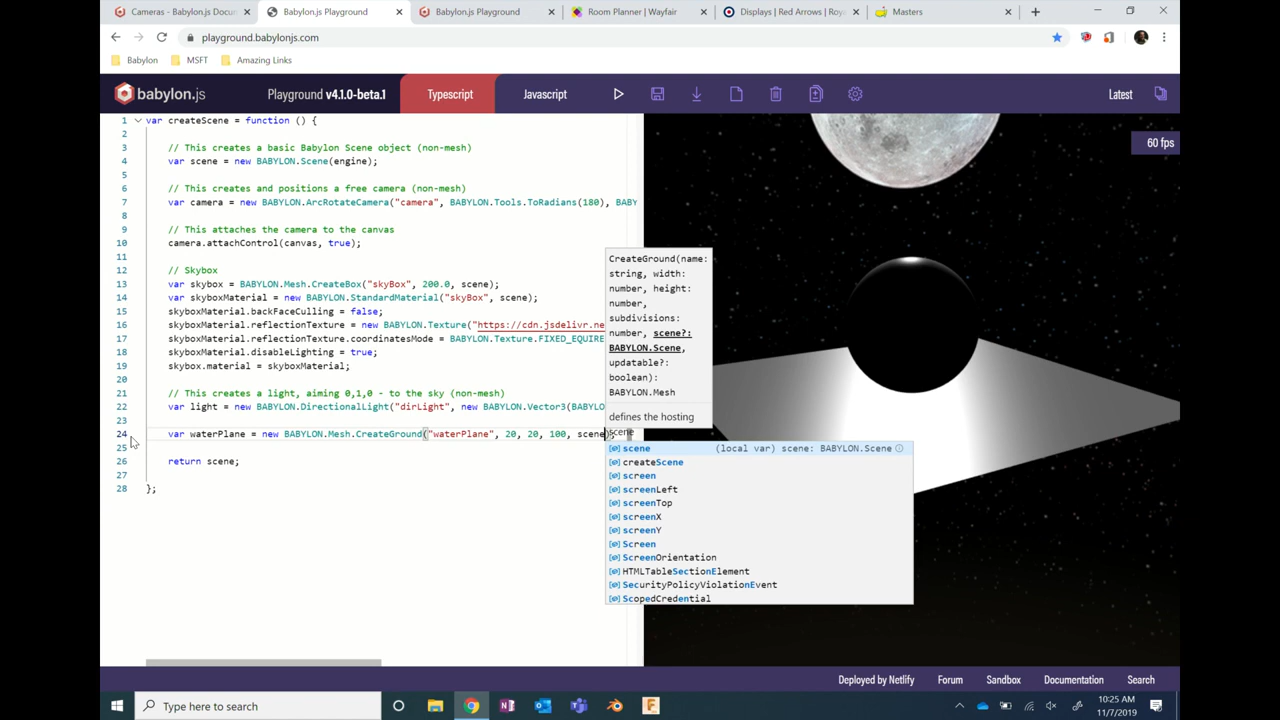 Cameras - Babylon.js Docum
Babylon.js Playground
Babylon.js Playground
Room Planner | Wayfair
Displays | Red Arrows | Roy
Masters
playground.babylonjs.com
Babylon
MSFT
Amazing Links
babylon.js
Playground v4.1.0-beta.1
Typescript
Javascript
Latest
60 fps
1 var createScene = function () {
2
3 // This creates a basic Babylon Scene object (non-mesh)
4 var scene = new BABYLON.Scene(engine);
5
6 // This creates and positions a free camera (non-mesh)
7 var camera = new BABYLON.ArcRotateCamera("camera", BABYLON.Tools.ToRadians(180), BAB
8
9 // This attaches the camera to the canvas
10 camera.attachControl(canvas, true);
11
12 // Skybox
13 var skybox = BABYLON.Mesh.CreateBox("skyBox", 200.0, scene);
14 var skyboxMaterial = new BABYLON.StandardMaterial("skyBox", scene);
15 skyboxMaterial.backFaceCulling = false;
16 skyboxMaterial.reflectionTexture = new BABYLON.Texture("https://cdn.jsdelivr.ne
17 skyboxMaterial.reflectionTexture.coordinatesMode = BABYLON.Texture.FIXED_EQUIRE
18 skyboxMaterial.disableLighting = true;
19 skybox.material = skyboxMaterial;
20
21 // This creates a light, aiming 0,1,0 - to the sky (non-mesh)
22 var light = new BABYLON.DirectionalLight("dirLight", new BABYLON.Vector3(BABYLO
23
24 var waterPlane = new BABYLON.Mesh.CreateGround("waterPlane", 20, 20, 100, scene);
25
26 return scene;
27
28 };
CreateGround(name:
string, width:
number, height:
number,
subdivisions:
number, scene?:
BABYLON.Scene,
updatable?:
boolean):
BABYLON.Mesh
defines the hosting
scene
scene (local var) scene: BABYLON.Scene
createScene
screen
screenLeft
screenTop
screenX
screenY
Screen
ScreenOrientation
HTMLTableSectionElement
SecurityPolicyViolationEvent
ScopedCredential
Deployed by Netlify
Forum
Sandbox
Documentation
Search
Type here to search
10:25 AM
11/7/2019